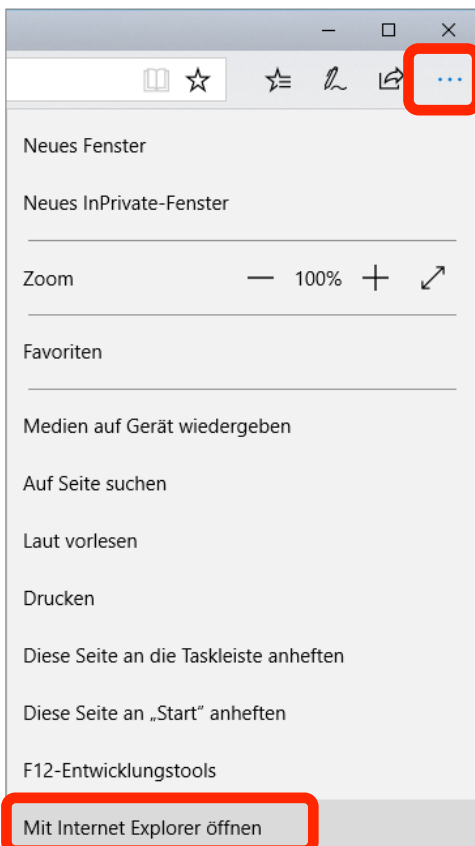 Neues Fenster
Neues InPrivate-Fenster
Zoom 100%
Favoriten
Medien auf Gerät wiedergeben
Auf Seite suchen
Laut vorlesen
Drucken
Diese Seite an die Taskleiste anheften
Diese Seite an „Start“ anheften
F12-Entwicklungstools
Mit Internet Explorer öffnen